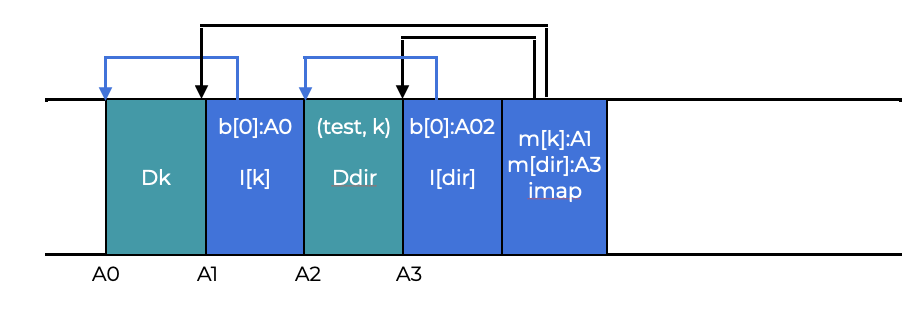 b[0]:A0
(test, k)
b[0]:A02
m[k]:A1
m[dir]:A3
imap
Dk
I[k]
Ddir
I[dir]
A0
A1
A2
A3